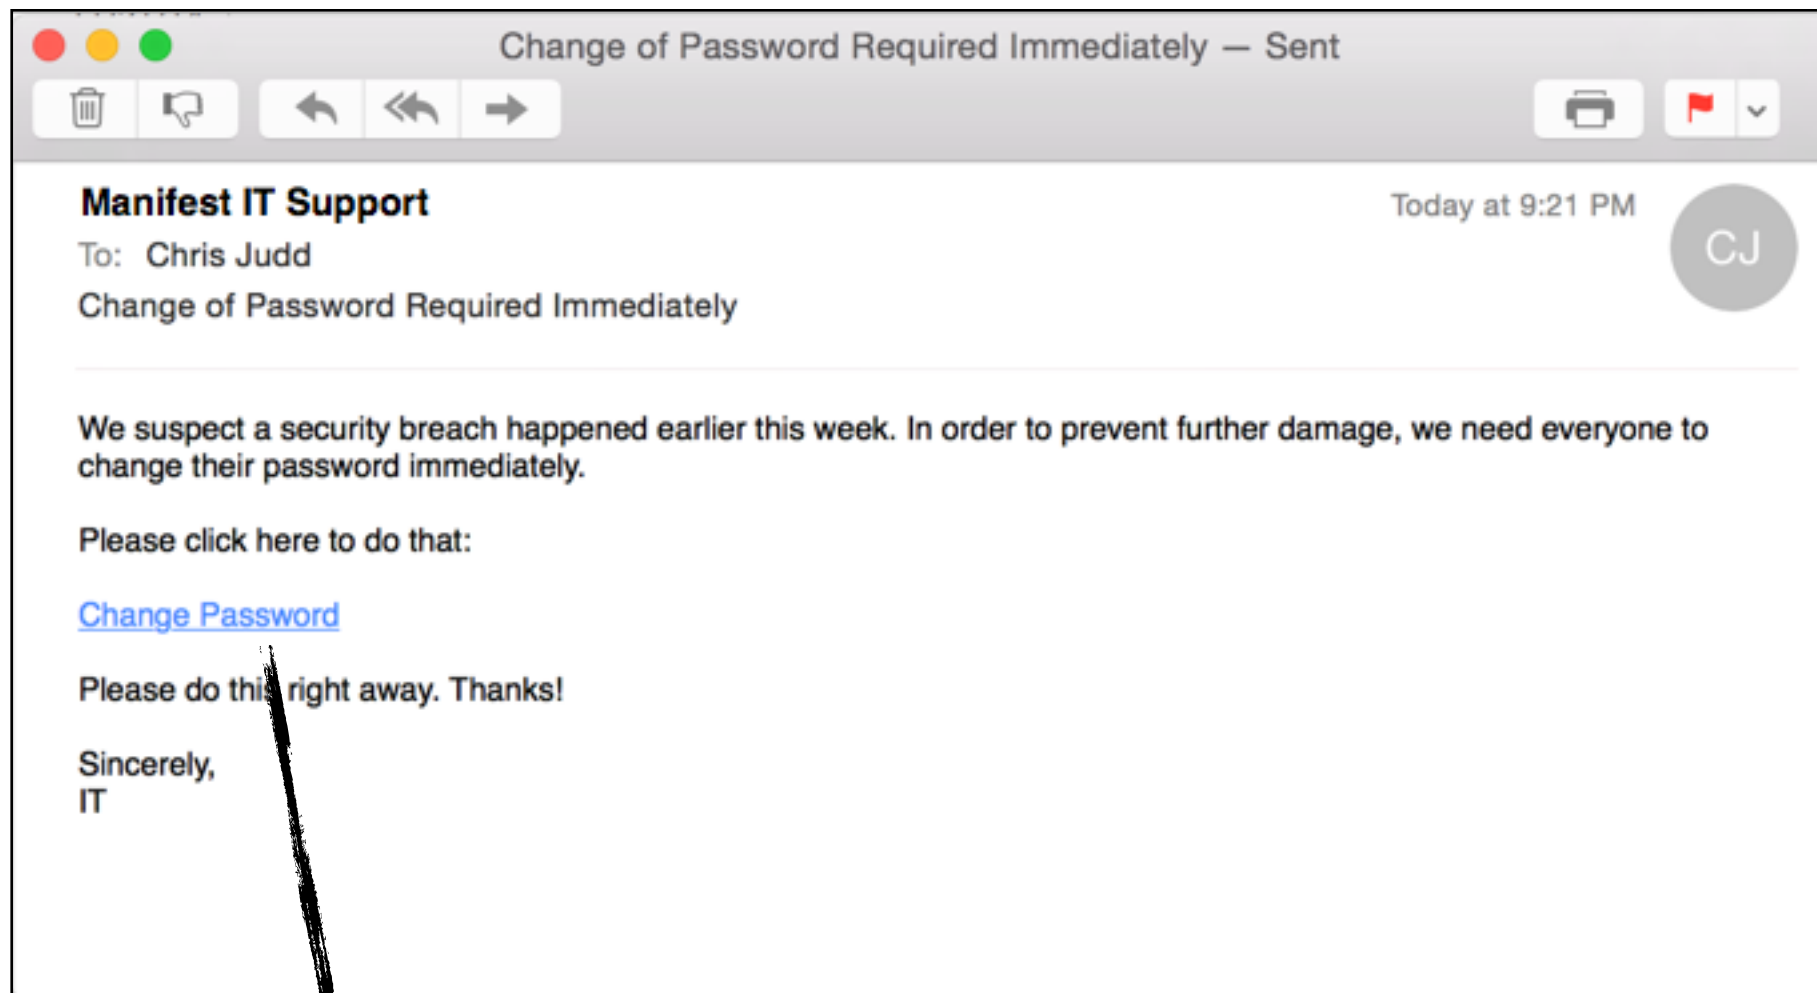 Change of Password Required Immediately — Sent
Manifest IT Support
Today at 9:21 PM
CJ
To: Chris Judd
Change of Password Required Immediately
We suspect a security breach happened earlier this week. In order to prevent further damage, we need everyone to
change their password immediately.
Please click here to do that:
Change Password
Please do this right away. Thanks!
Sincerely,
IT